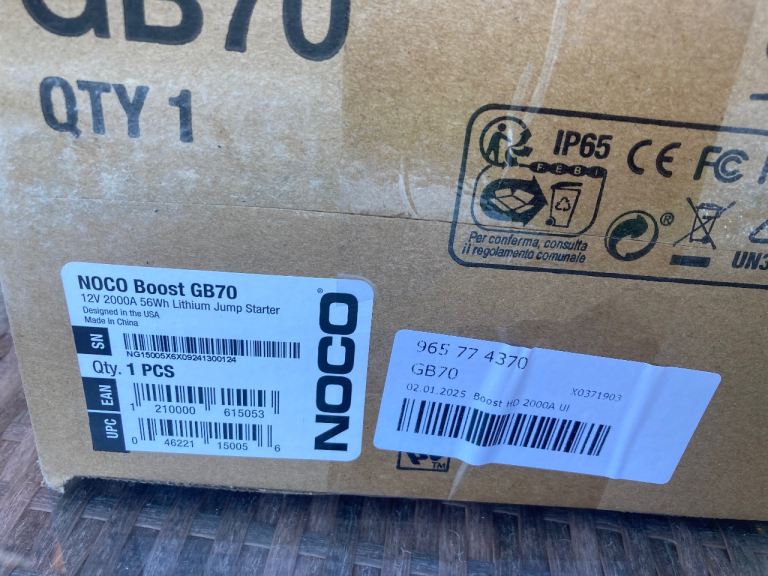 GB70
QTY 1
IP65
CE
FC
FEBI
Per conferma, consulta
il regolamento comunale
®
NOCO Boost GB70
12V 2000A 56Wh Lithium Jump Starter
Designed in the USA
Made in China
SN
NG15005X6X09241300124
Qty. 1 PCS
EAN
1 210000 615053
UPC
0 46221 15005 6
NOCO®
965 77 4370
GB70
X0371903
02.01.2025 Boost HD 2000A UI
TM